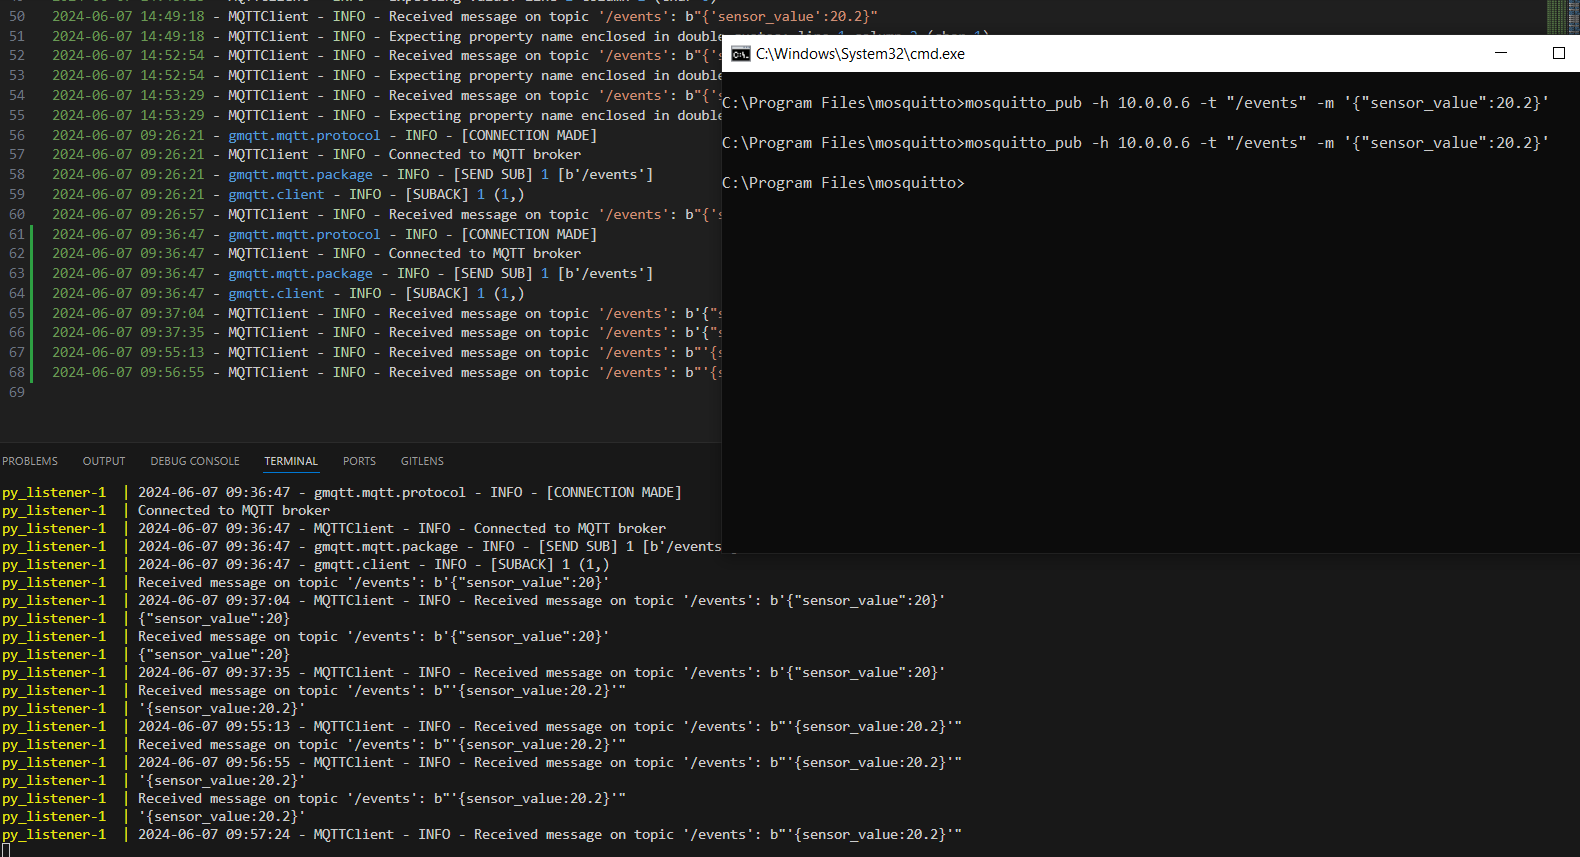 50 2024-06-07 14:49:18 - MQTTClient - INFO - Received message on topic '/events': b"{'sensor_value':20.2}"
51 2024-06-07 14:49:18 - MQTTClient - INFO - Expecting property name enclosed in double
52 2024-06-07 14:52:54 - MQTTClient - INFO - Received message on topic '/events': b"{'s
53 2024-06-07 14:52:54 - MQTTClient - INFO - Expecting property name enclosed in double
54 2024-06-07 14:53:29 - MQTTClient - INFO - Received message on topic '/events': b"{'s
55 2024-06-07 14:53:29 - MQTTClient - INFO - Expecting property name enclosed in double
56 2024-06-07 09:26:21 - gmqtt.mqtt.protocol - INFO - [CONNECTION MADE]
57 2024-06-07 09:26:21 - MQTTClient - INFO - Connected to MQTT broker
58 2024-06-07 09:26:21 - gmqtt.mqtt.package - INFO - [SEND SUB] 1 [b'/events']
59 2024-06-07 09:26:21 - gmqtt.client - INFO - [SUBACK] 1 (1,)
60 2024-06-07 09:26:57 - MQTTClient - INFO - Received message on topic '/events': b"{'s
61 2024-06-07 09:36:47 - gmqtt.mqtt.protocol - INFO - [CONNECTION MADE]
62 2024-06-07 09:36:47 - MQTTClient - INFO - Connected to MQTT broker
63 2024-06-07 09:36:47 - gmqtt.mqtt.package - INFO - [SEND SUB] 1 [b'/events']
64 2024-06-07 09:36:47 - gmqtt.client - INFO - [SUBACK] 1 (1,)
65 2024-06-07 09:37:04 - MQTTClient - INFO - Received message on topic '/events': b'{"s
66 2024-06-07 09:37:35 - MQTTClient - INFO - Received message on topic '/events': b'{"s
67 2024-06-07 09:55:13 - MQTTClient - INFO - Received message on topic '/events': b"'{s
68 2024-06-07 09:56:55 - MQTTClient - INFO - Received message on topic '/events': b"'{s
69
C:\Windows\System32\cmd.exe
C:\Program Files\mosquitto>mosquitto_pub -h 10.0.0.6 -t "/events" -m '{"sensor_value":20.2}'
C:\Program Files\mosquitto>mosquitto_pub -h 10.0.0.6 -t "/events" -m '{"sensor_value":20.2}'
C:\Program Files\mosquitto>
PROBLEMS OUTPUT DEBUG CONSOLE TERMINAL PORTS GITLENS
py_listener-1 | 2024-06-07 09:36:47 - gmqtt.mqtt.protocol - INFO - [CONNECTION MADE]
py_listener-1 | Connected to MQTT broker
py_listener-1 | 2024-06-07 09:36:47 - MQTTClient - INFO - Connected to MQTT broker
py_listener-1 | 2024-06-07 09:36:47 - gmqtt.mqtt.package - INFO - [SEND SUB] 1 [b'/events
py_listener-1 | 2024-06-07 09:36:47 - gmqtt.client - INFO - [SUBACK] 1 (1,)
py_listener-1 | Received message on topic '/events': b'{"sensor_value":20}'
py_listener-1 | 2024-06-07 09:37:04 - MQTTClient - INFO - Received message on topic '/events': b'{"sensor_value":20}'
py_listener-1 | {"sensor_value":20}
py_listener-1 | Received message on topic '/events': b'{"sensor_value":20}'
py_listener-1 | {"sensor_value":20}
py_listener-1 | 2024-06-07 09:37:35 - MQTTClient - INFO - Received message on topic '/events': b'{"sensor_value":20}'
py_listener-1 | Received message on topic '/events': b"'{sensor_value:20.2}'"
py_listener-1 | '{sensor_value:20.2}'
py_listener-1 | 2024-06-07 09:55:13 - MQTTClient - INFO - Received message on topic '/events': b"'{sensor_value:20.2}'"
py_listener-1 | Received message on topic '/events': b"'{sensor_value:20.2}'"
py_listener-1 | 2024-06-07 09:56:55 - MQTTClient - INFO - Received message on topic '/events': b"'{sensor_value:20.2}'"
py_listener-1 | '{sensor_value:20.2}'
py_listener-1 | Received message on topic '/events': b"'{sensor_value:20.2}'"
py_listener-1 | '{sensor_value:20.2}'
py_listener-1 | 2024-06-07 09:57:24 - MQTTClient - INFO - Received message on topic '/events': b"'{sensor_value:20.2}'"